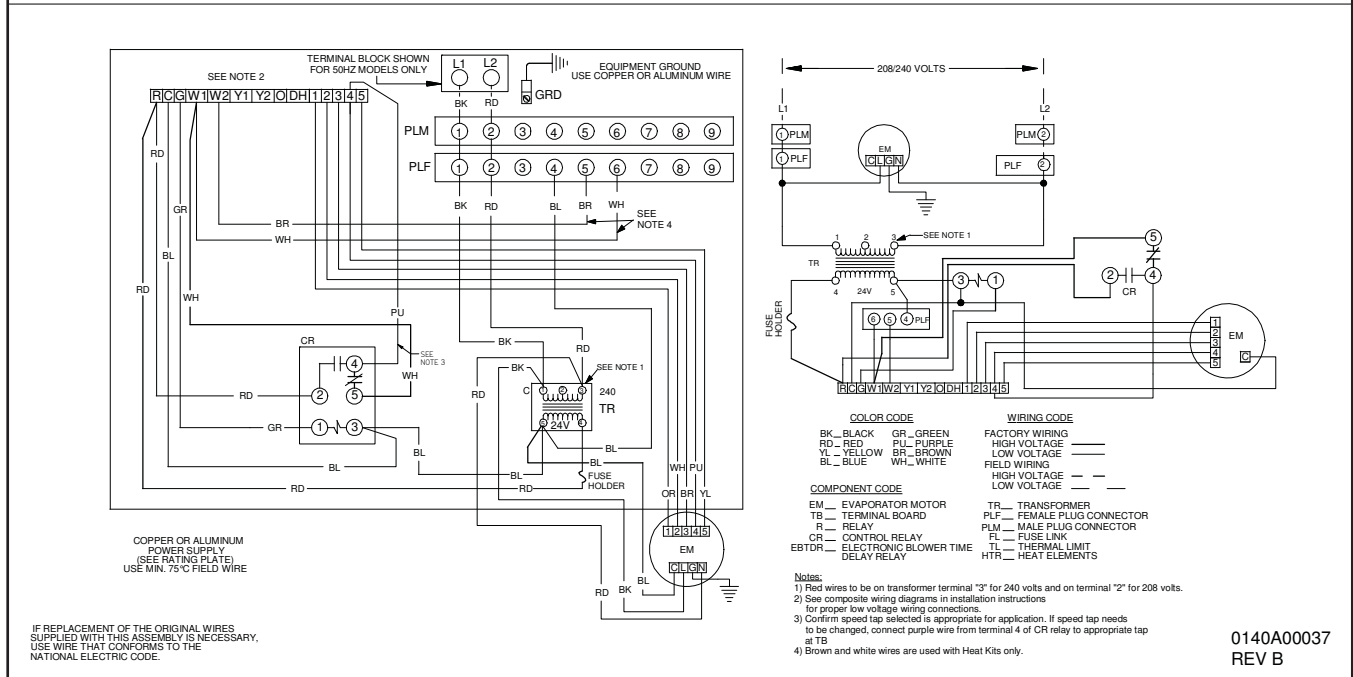 TERMINAL BLOCK SHOWN
FOR 50HZ MODELS ONLY
L1 L2
EQUIPMENT GROUND
USE COPPER OR ALUMINUM WIRE
SEE NOTE 2
GRD
R C G W1 W2 Y1 Y2 O DH 1 2 3 4 5
BK RD
PLM 1 2 3 4 5 6 7 8 9
PLF 1 2 3 4 5 6 7 8 9
BK RD BL BR WH
RD
GR
BL
BR
WH
SEE
NOTE 4
RD
WH
PU
CR
SEE
NOTE 3
WH
4
2 5
RD
GR
1 3
BL
BL
RD
BK
BK
RD
RD
SEE NOTE 1
C 1 2 3 240
TR
5 24V 4
BL
BL
BL
RD
FUSE
HOLDER
WH PU
OR BR YL
1 2 3 4 5
EM
C L G N
RD BK BL
COPPER OR ALUMINUM
POWER SUPPLY
(SEE RATING PLATE)
USE MIN. 75°C FIELD WIRE
IF REPLACEMENT OF THE ORIGINAL WIRES
SUPPLIED WITH THIS ASSEMBLY IS NECESSARY,
USE WIRE THAT CONFORMS TO THE
NATIONAL ELECTRIC CODE.
208/240 VOLTS
L1 L2
1 PLM
PLM 2
1 PLF
PLF 2
EM
C L G N
1 2 3
SEE NOTE 1
TR
4 24V 5
3 1
5
2 4
CR
FUSE
HOLDER
6 5 4 PLF
R C G W1 W2 Y1 Y2 O DH 1 2 3 4 5
1
2
3
4
5
EM
C
COLOR CODE
BK BLACK GR GREEN
RD RED PU PURPLE
YL YELLOW BR BROWN
BL BLUE WH WHITE
WIRING CODE
FACTORY WIRING
HIGH VOLTAGE
LOW VOLTAGE
FIELD WIRING
HIGH VOLTAGE
LOW VOLTAGE
COMPONENT CODE
EM EVAPORATOR MOTOR
TB TERMINAL BOARD
R RELAY
CR CONTROL RELAY
EBTDR ELECTRONIC BLOWER TIME
DELAY RELAY
TR TRANSFORMER
PLF FEMALE PLUG CONNECTOR
PLM MALE PLUG CONNECTOR
FL FUSE LINK
TL THERMAL LIMIT
HTR HEAT ELEMENTS
Notes:
1) Red wires to be on transformer terminal "3" for 240 volts and on terminal "2" for 208 volts.
2) See composite wiring diagrams in installation instructions
for proper low voltage wiring connections.
3) Confirm speed tap selected is appropriate for application. If speed tap needs
to be changed, connect purple wire from terminal 4 of CR relay to appropriate tap
at TB
4) Brown and white wires are used with Heat Kits only.
0140A00037
REV B